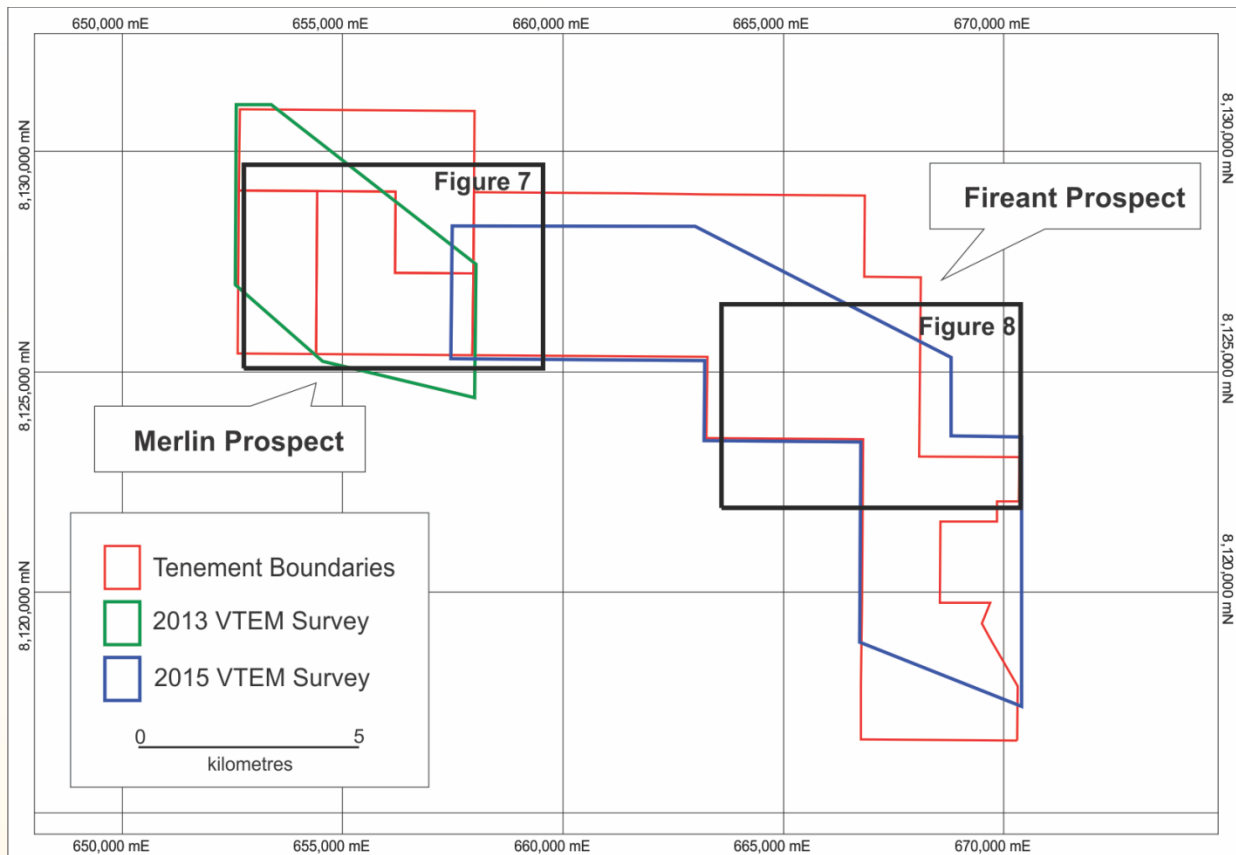 650,000 mE 655,000 mE 660,000 mE 665,000 mE 670,000 mE
8,130,000 mN
8,130,000 mN
Figure 7
Fireant Prospect
Figure 8
8,125,000 mN
8,125,000 mN
Merlin Prospect
Tenement Boundaries
2013 VTEM Survey
2015 VTEM Survey
0 5
kilometres
8,120,000 mN
8,120,000 mN
650,000 mE 655,000 mE 660,000 mE 665,000 mE 670,000 mE